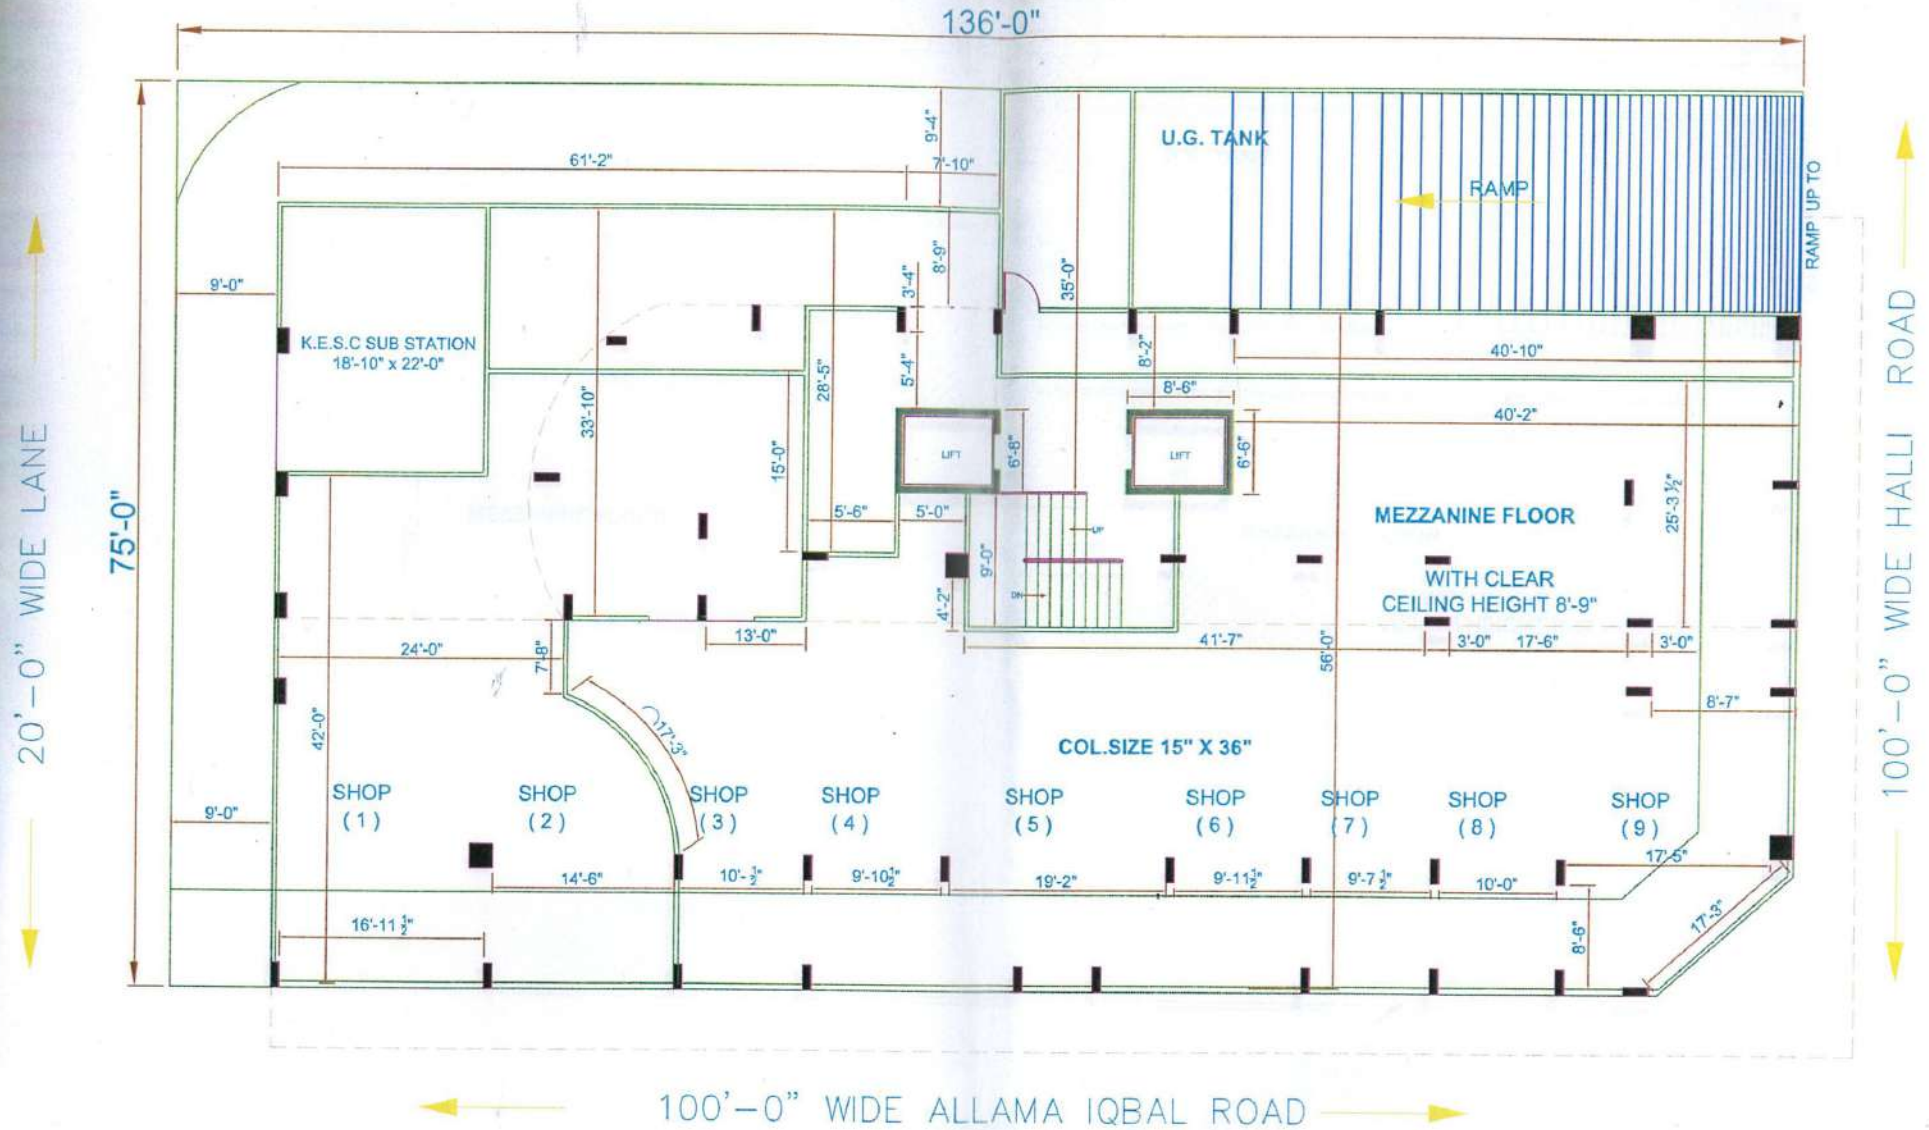 136'-0"
9'-4"
U.G. TANK
61'-2"
7'-10"
RAMP
RAMP UP TO
8'-9"
3'-4"
35'-0"
9'-0"
K.E.S.C SUB STATION
18'-10" x 22'-0"
8'-2"
40'-10"
5'-4"
28'-5"
33'-10"
8'-6"
40'-2"
15'-0"
LIFT
6'-8"
LIFT
6'-6"
25'-3 ½"
75'-0"
5'-6"
5'-0"
UP
MEZZANINE FLOOR
9'-0"
WITH CLEAR
CEILING HEIGHT 8'-9"
DN
4'-2"
13'-0"
41'-7"
3'-0"
17'-6"
3'-0"
24'-0"
7'-8"
56'-0"
8'-7"
42'-0"
17'-3"
COL.SIZE 15" X 36"
SHOP
( 1 )
SHOP
( 2 )
SHOP
( 3 )
SHOP
( 4 )
SHOP
( 5 )
SHOP
( 6 )
SHOP
( 7 )
SHOP
( 8 )
SHOP
( 9 )
9'-0"
14'-6"
10'-½"
9'-10½"
19'-2"
9'-11½"
9'-7 ½"
10'-0"
17'-5"
16'-11 ½"
8'-6"
17'-3"
20'-0" WIDE LANE
100'-0" WIDE HALLI ROAD
100'-0" WIDE ALLAMA IQBAL ROAD